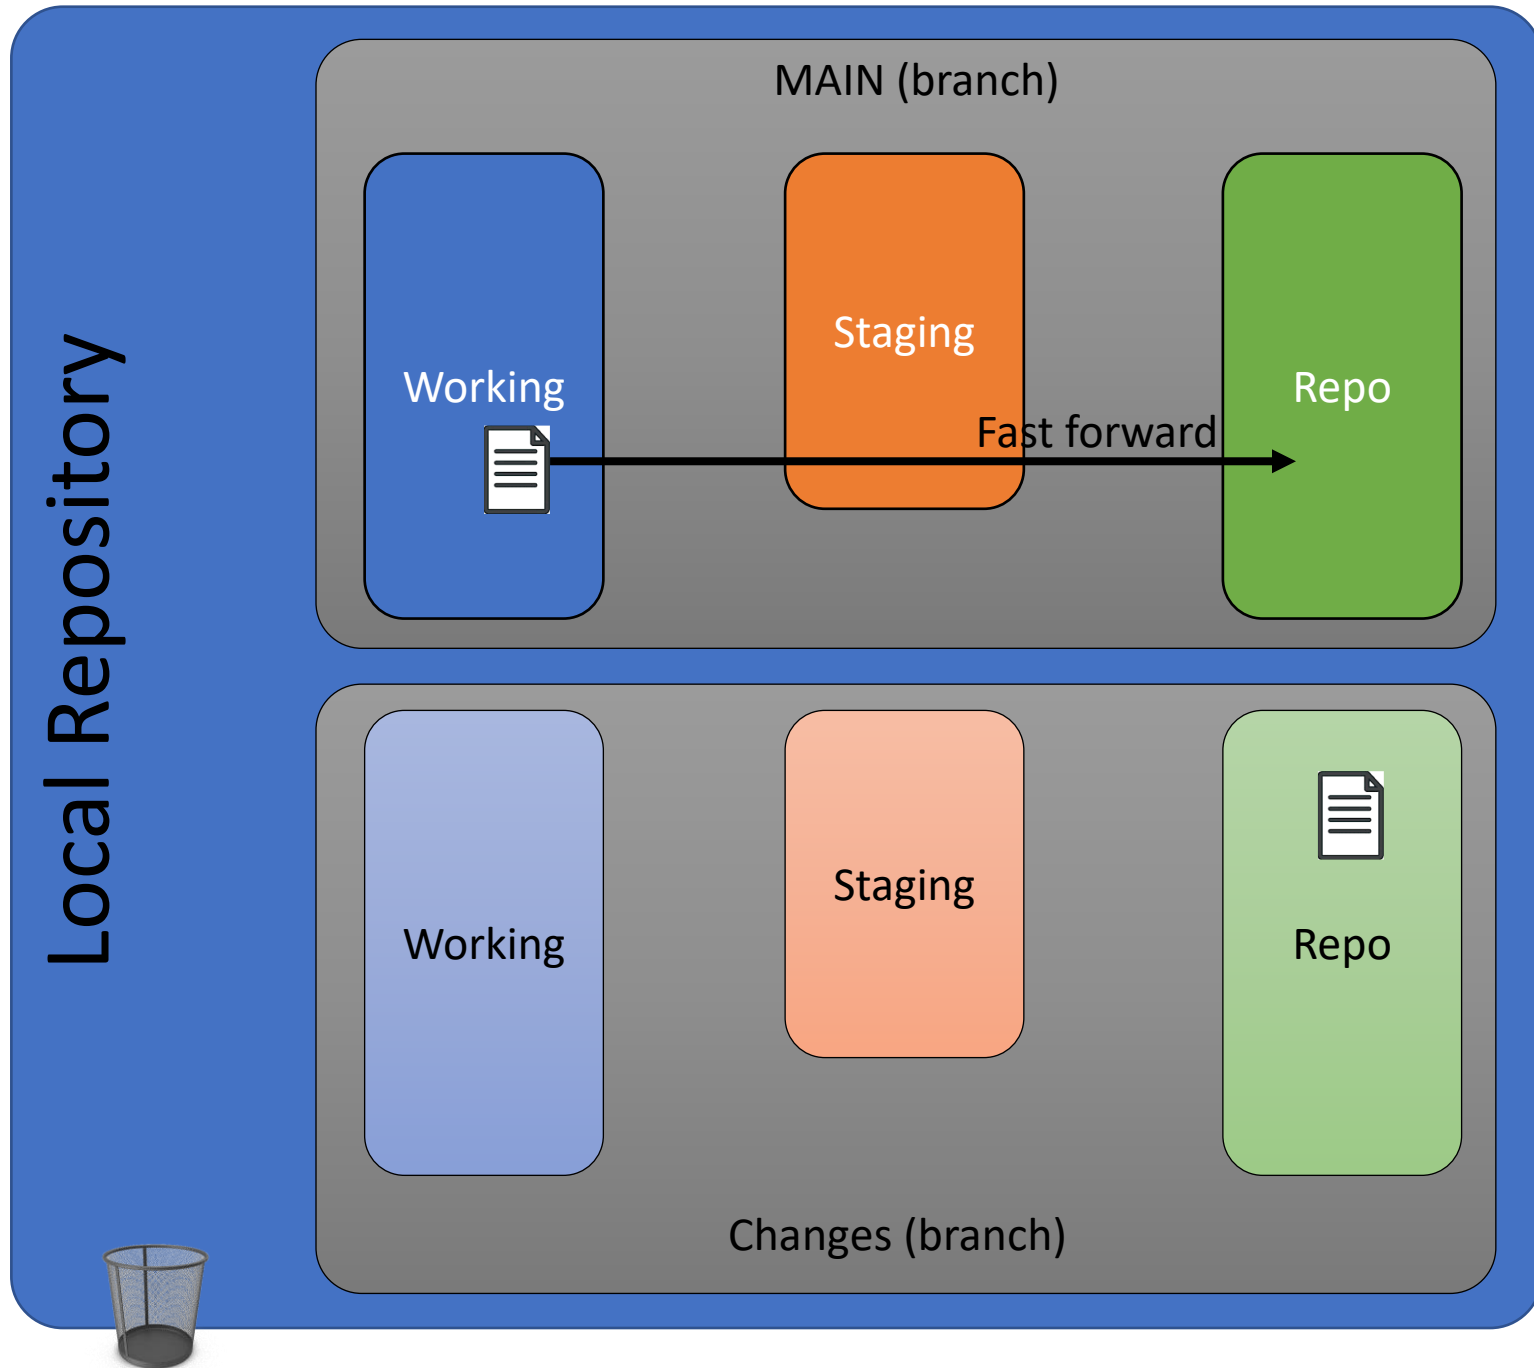 Local Repository
MAIN (branch)
Working
Staging
Repo
Fast forward
Working
Staging
Repo
Changes (branch)